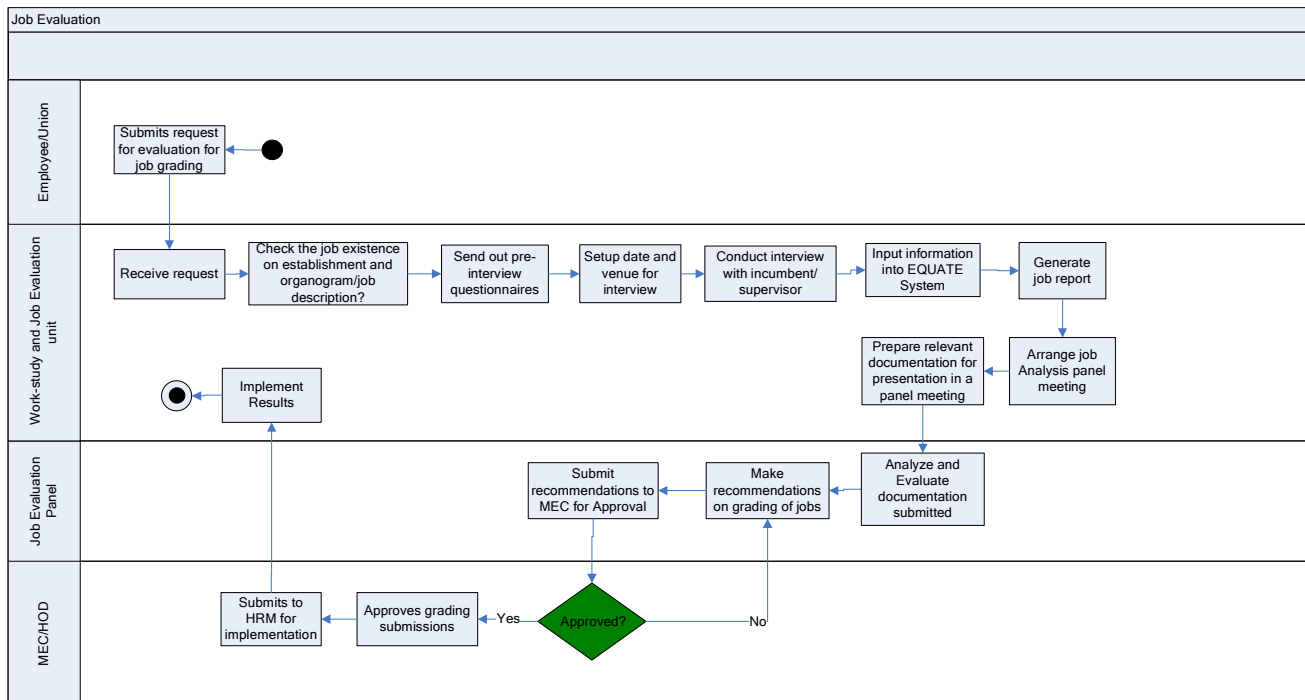 Job Evaluation
Employee/Union
Submits request
for evaluation for
job grading
Work-study and Job Evaluation
unit
Receive request
Check the job existence
on establishment and
organogram/job
description?
Send out pre-
interview
questionnaires
Setup date and
venue for
interview
Conduct interview
with incumbent/
supervisor
Input information
into EQUATE
System
Generate
job report
Prepare relevant
documentation for
presentation in a
panel meeting
Arrange job
Analysis panel
meeting
Implement
Results
Job Evaluation
Panel
Submit
recommendations to
MEC for Approval
Make
recommendations
on grading of jobs
Analyze and
Evaluate
documentation
submitted
MEC/HOD
Submits to
HRM for
implementation
Approves grading
submissions
Yes
Approved?
No